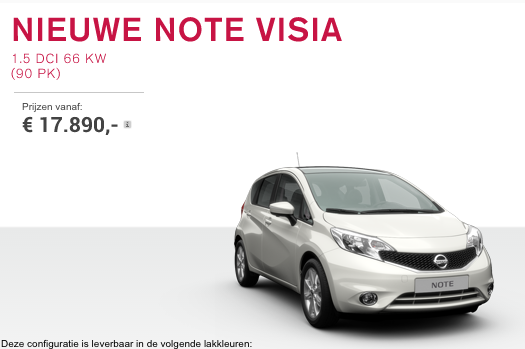 NIEUWE NOTE VISIA
1.5 DCI 66 KW
(90 PK)
Prijzen vanaf:
€ 17.890,-
NISSAN
NOTE
Deze configuratie is leverbaar in de volgende lakkleuren: